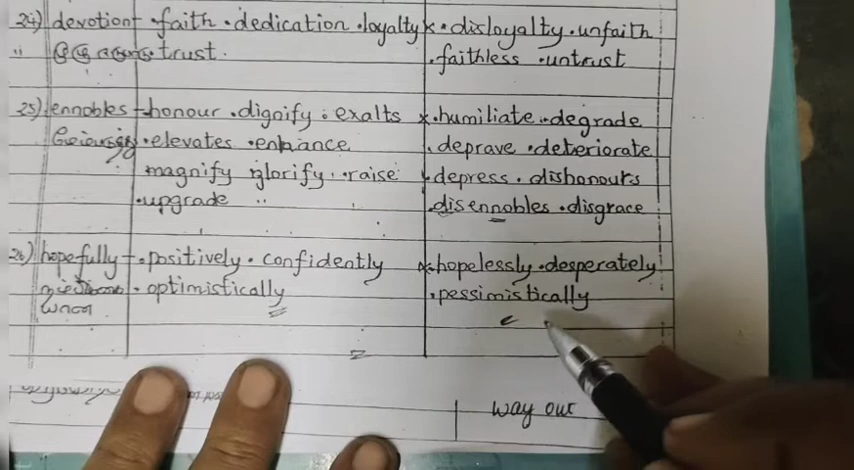 24) devotion + .faith .dedication .loyalty x .disloyalty .unfaith
trust. .faithless .untrust
25) ennobles + honour .dignify .exalts x .humiliate .degrade
.elevates .enhance .deprave .deteriorate
magnify glorify .raise .depress .dishonours
.upgrade disennobles .disgrace
26) hopefully + .positively .confidently x .hopelessly .desperately
.optimistically .pessimistically
way out